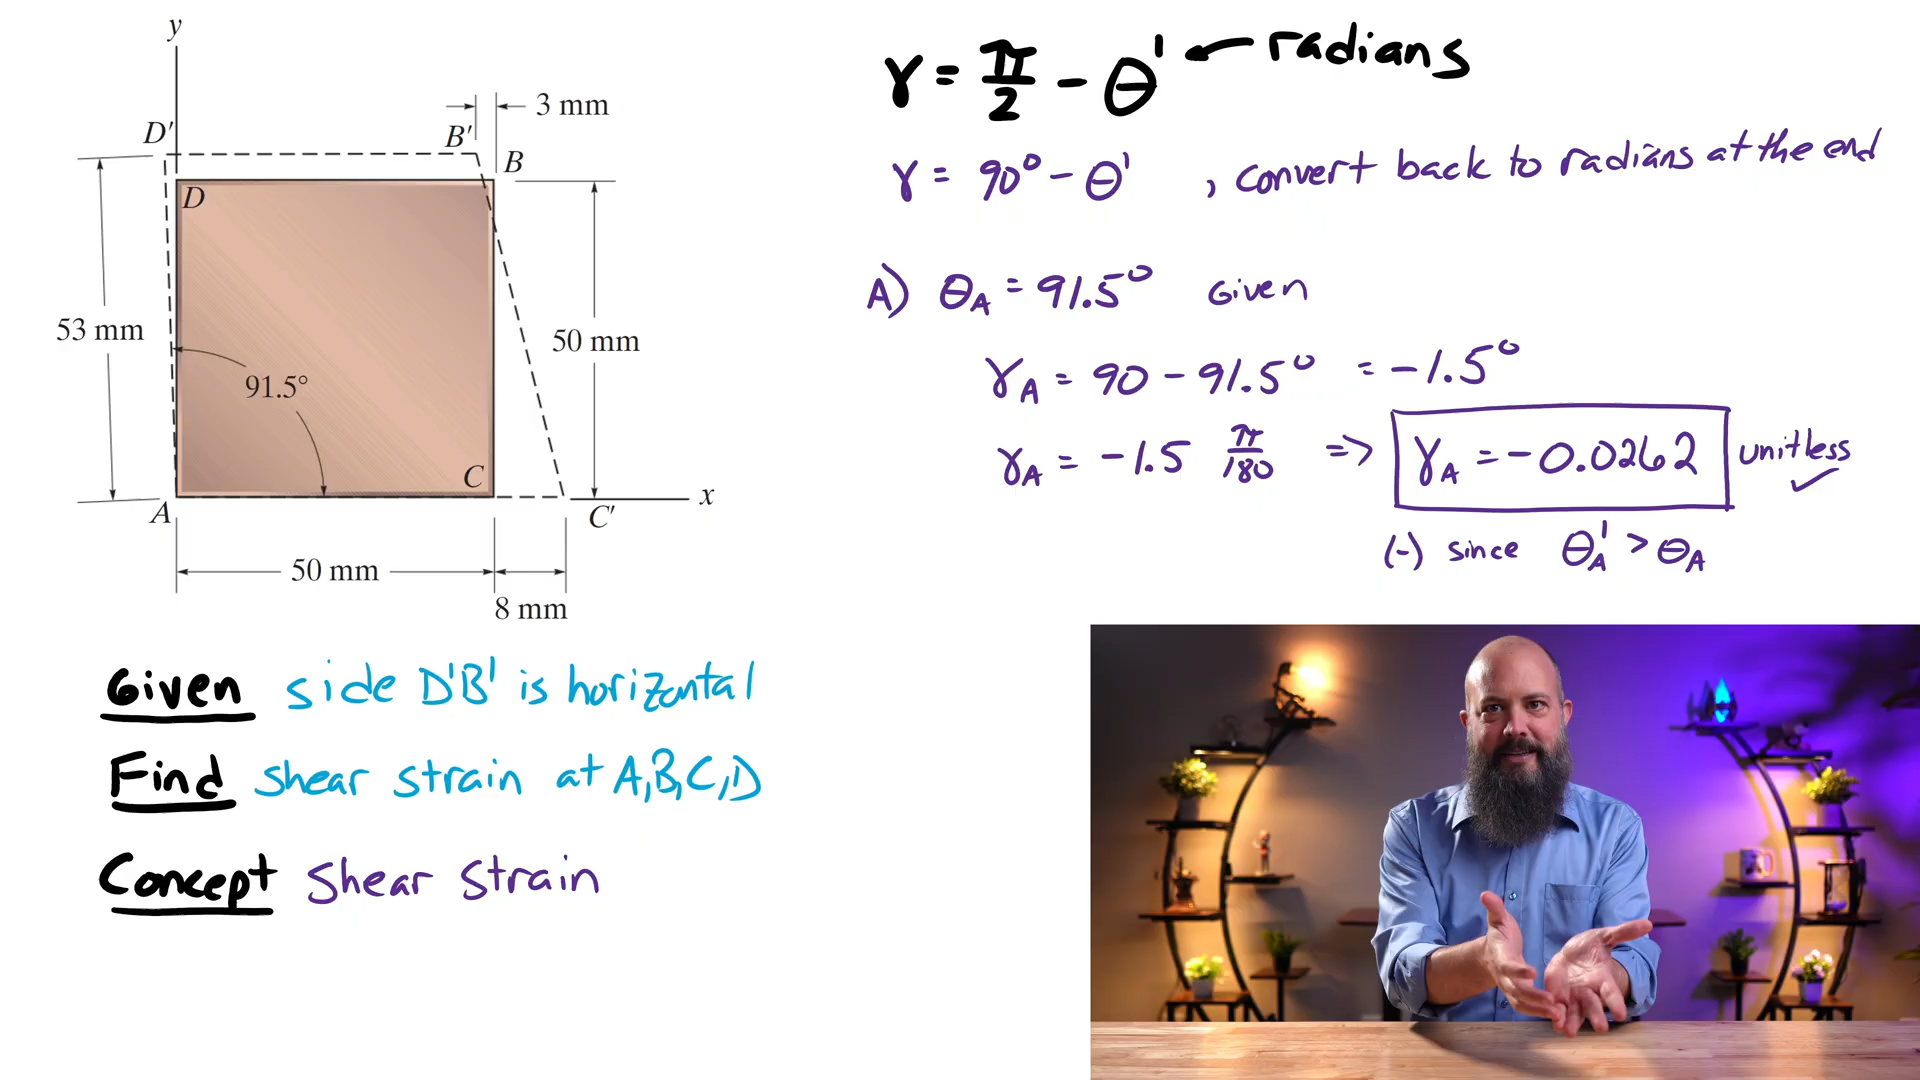 y
3 mm
D'
B'
B
D
53 mm
50 mm
91.5°
C
x
A
C'
50 mm
8 mm
Given side D'B' is horizontal
Find shear strain at A,B,C,D
Concept shear strain
γ = π/2 - θ' ← radians
γ = 90° - θ' , convert back to radians at the end
A) θA = 91.5° Given
γA = 90 - 91.5° = -1.5°
γA = -1.5 π/180 => γA = -0.0262 unitless ✓
(-) since θA' > θA